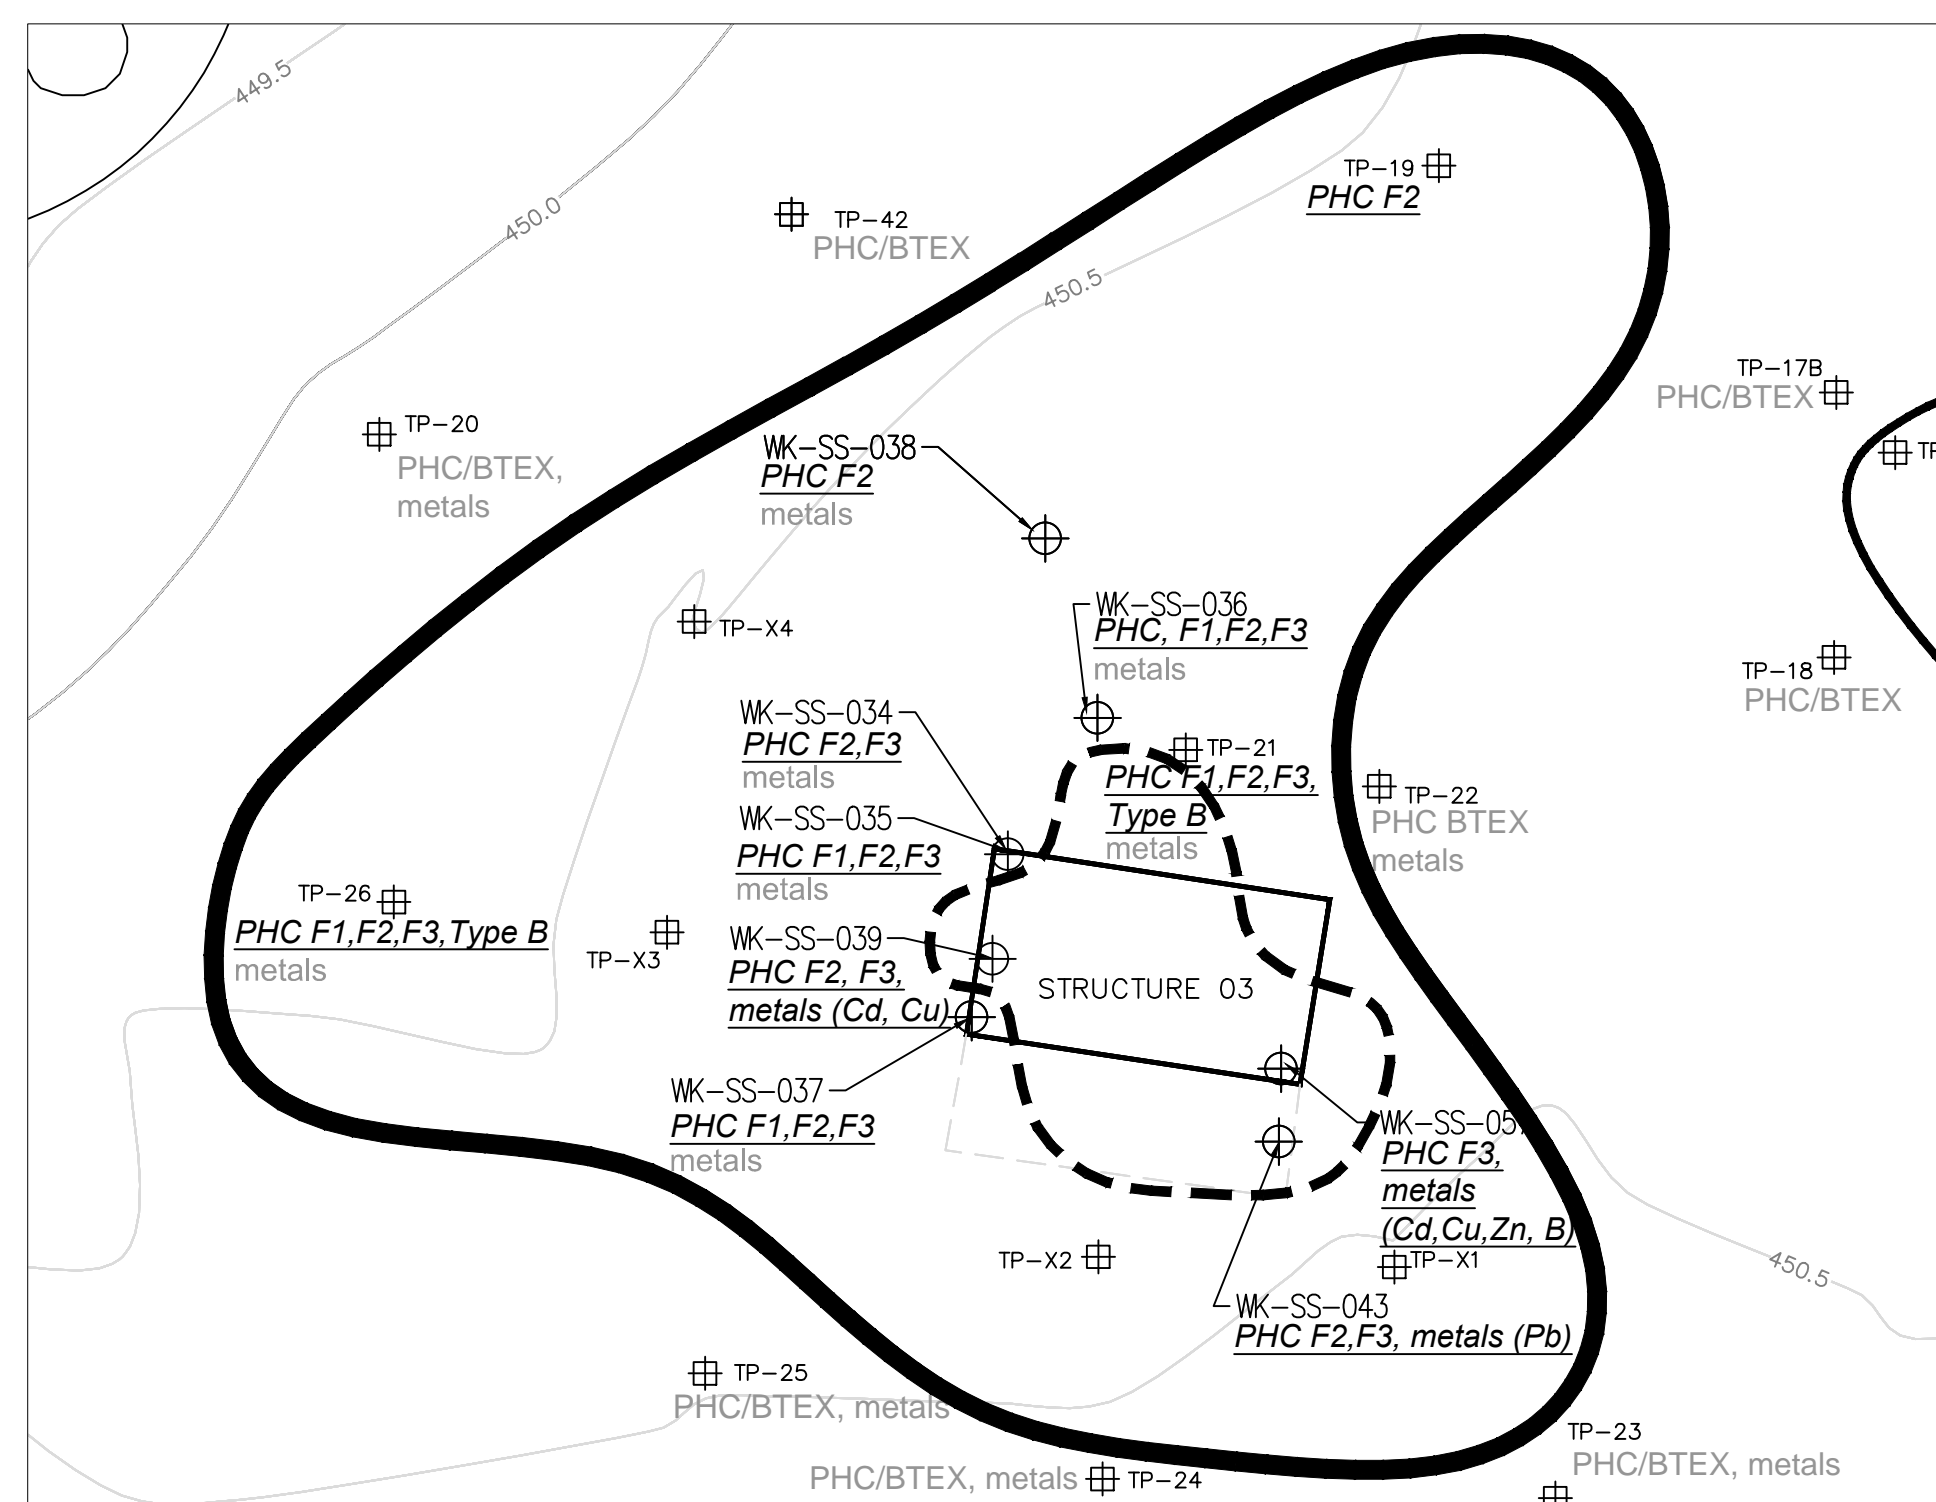 449.5
450.0
TP-42
PHC/BTEX
TP-19
PHC F2
450.5
TP-17B
PHC/BTEX
TP-20
PHC/BTEX,
metals
WK-SS-038
PHC F2
metals
WK-SS-036
PHC, F1,F2,F3
metals
TP-X4
TP-18
PHC/BTEX
WK-SS-034
PHC F2,F3
metals
TP-21
PHC F1,F2,F3,
Type B
metals
TP-22
PHC BTEX
metals
WK-SS-035
PHC F1,F2,F3
metals
TP-26
PHC F1,F2,F3,Type B
metals
TP-X3
WK-SS-039
PHC F2, F3,
metals (Cd, Cu)
STRUCTURE 03
WK-SS-037
PHC F1,F2,F3
metals
PHC F3,
metals
(Cd,Cu,Zn, B)
TP-X2
TP-X1
450.5
WK-SS-043
PHC F2,F3, metals (Pb)
TP-25
PHC/BTEX, metals
TP-23
PHC/BTEX, metals
PHC/BTEX, metals
TP-24